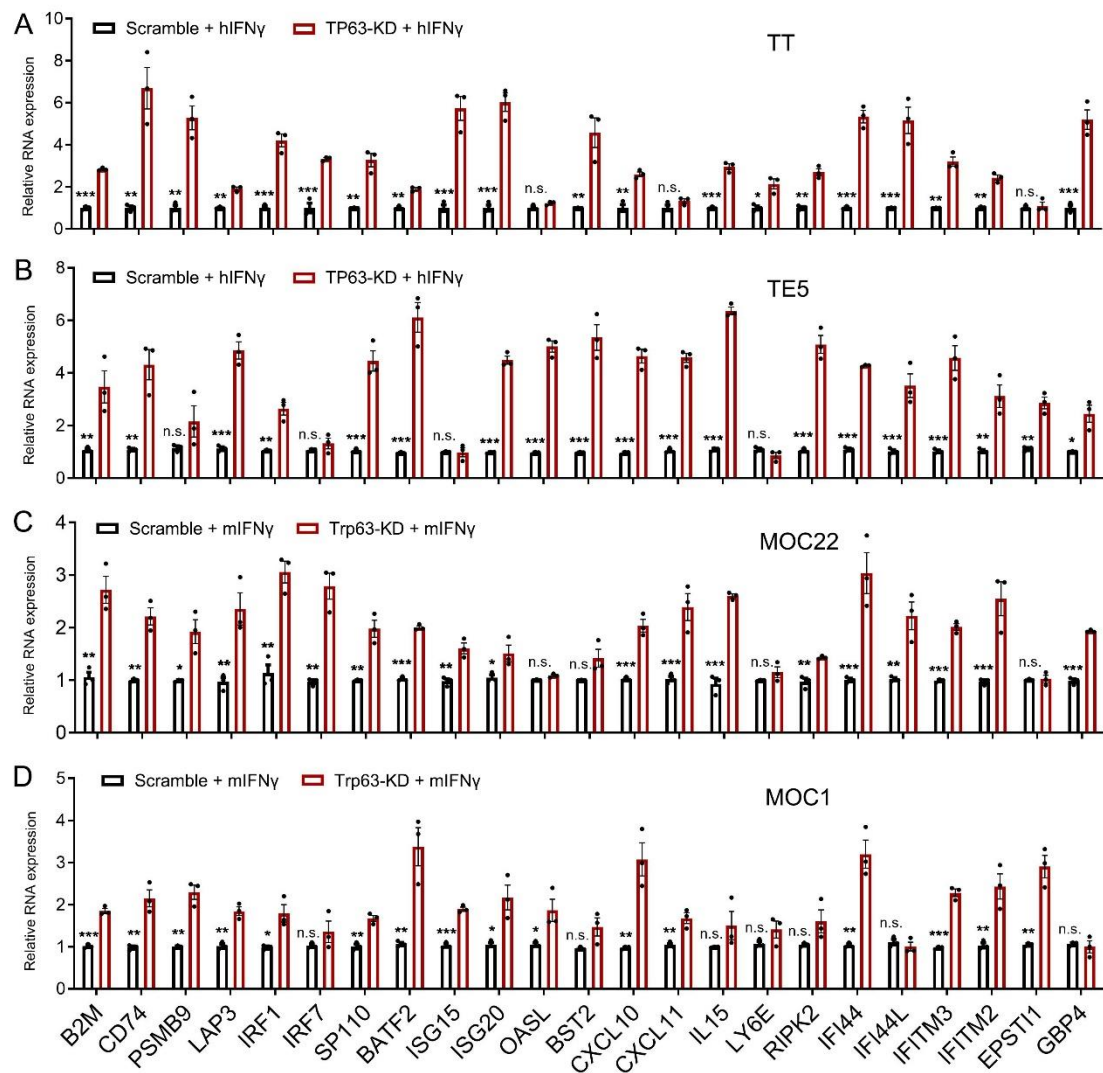 A
Scramble + hIFNγ
TP63-KD + hIFNγ
TT
Relative RNA expression
10
8
6
4
2
0
*** ** ** ** *** *** ** ** *** *** n.s. ** ** n.s. *** * ** *** *** ** ** n.s. ***
B
Scramble + hIFNγ
TP63-KD + hIFNγ
TE5
Relative RNA expression
8
6
4
2
0
** ** n.s. *** ** n.s. *** *** n.s. *** *** *** *** *** *** n.s. *** *** *** *** ** ** *
C
Scramble + mIFNγ
Trp63-KD + mIFNγ
MOC22
Relative RNA expression
4
3
2
1
0
** ** * ** ** ** ** *** ** * n.s. n.s. *** *** *** n.s. ** *** ** *** *** n.s. ***
D
Scramble + mIFNγ
Trp63-KD + mIFNγ
MOC1
Relative RNA expression
5
4
3
2
1
0
*** ** ** ** * n.s. ** ** *** * * n.s. ** ** n.s. n.s. n.s. ** n.s. *** ** ** n.s.
B2M CD74 PSMB9 LAP3 IRF1 IRF7 SP110 BATF2 ISG15 ISG20 OASL BST2 CXCL10 CXCL11 IL15 LY6E RIPK2 IFI44 IFI44L IFITM3 IFITM2 EPSTI1 GBP4